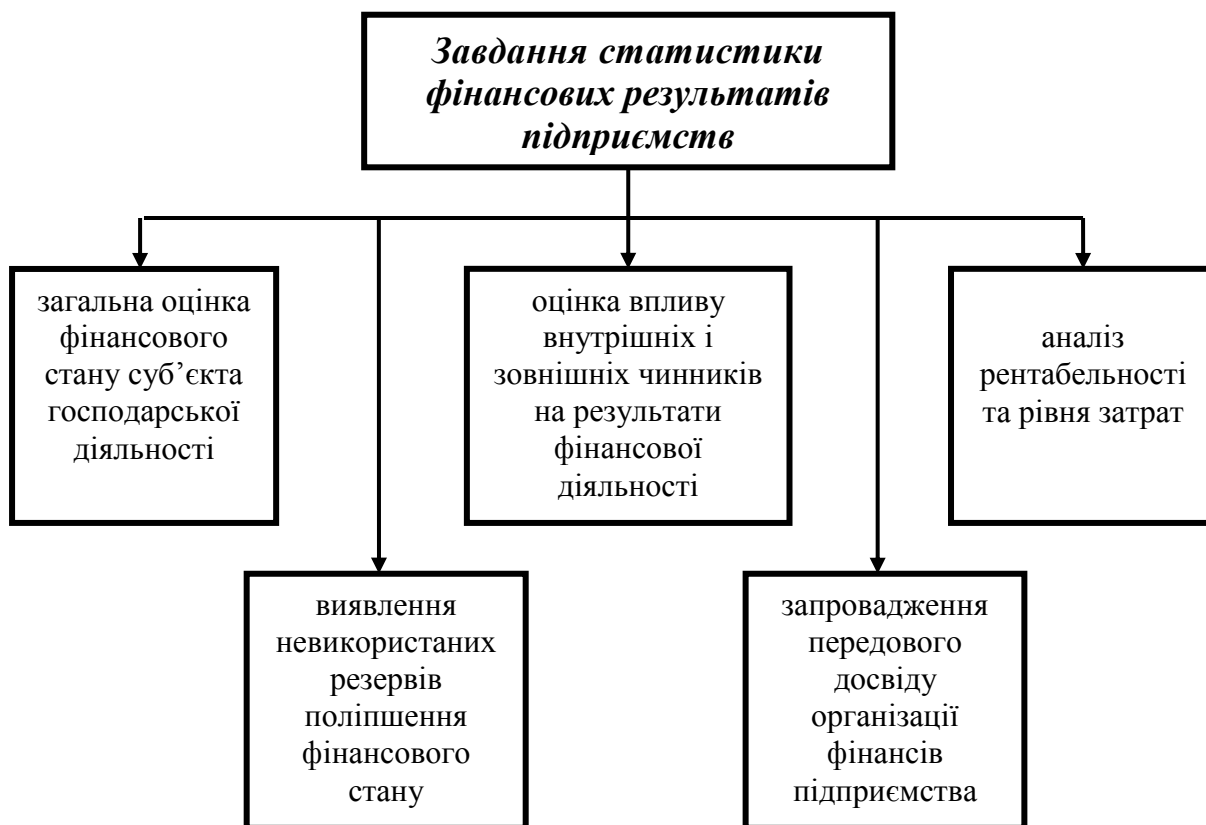 Завдання статистики
фінансових результатів
підприємств
загальна оцінка
фінансового
стану суб’єкта
господарської
діяльності
оцінка впливу
внутрішніх і
зовнішніх чинників
на результати
фінансової
діяльності
аналіз
рентабельності
та рівня затрат
виявлення
невикористаних
резервів
поліпшення
фінансового
стану
запровадження
передового
досвіду
організації
фінансів
підприємства